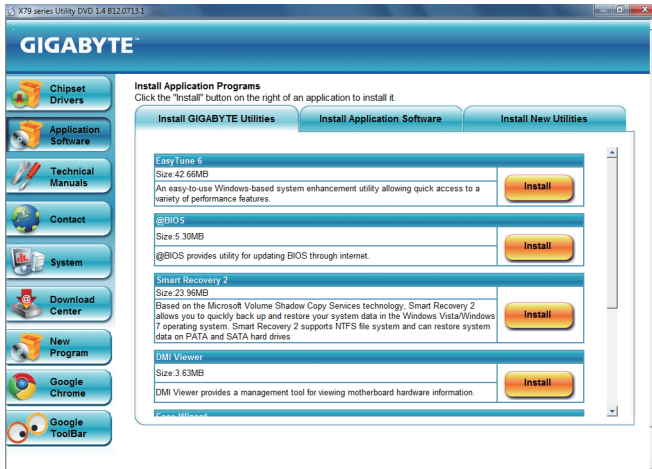 X79 series Utility DVD 1.4 B12.0713.1
GIGABYTE™
Chipset
Drivers
Application
Software
Technical
Manuals
Contact
System
Download
Center
New
Program
Google
Chrome
Google
ToolBar
Install Application Programs
Click the "Install" button on the right of an application to install it.
Install GIGABYTE Utilities
Install Application Software
Install New Utilities
EasyTune 6
Size:42.66MB
An easy-to-use Windows-based system enhancement utility allowing quick access to a
variety of performance features.
Install
@BIOS
Size:5.30MB
@BIOS provides utility for updating BIOS through internet.
Install
Smart Recovery 2
Size:23.96MB
Based on the Microsoft Volume Shadow Copy Services technology, Smart Recovery 2
allows you to quickly back up and restore your system data in the Windows Vista/Windows
7 operating system. Smart Recovery 2 supports NTFS file system and can restore system
data on PATA and SATA hard drives
Install
DMI Viewer
Size:3.63MB
DMI Viewer provides a management tool for viewing motherboard hardware information.
Install